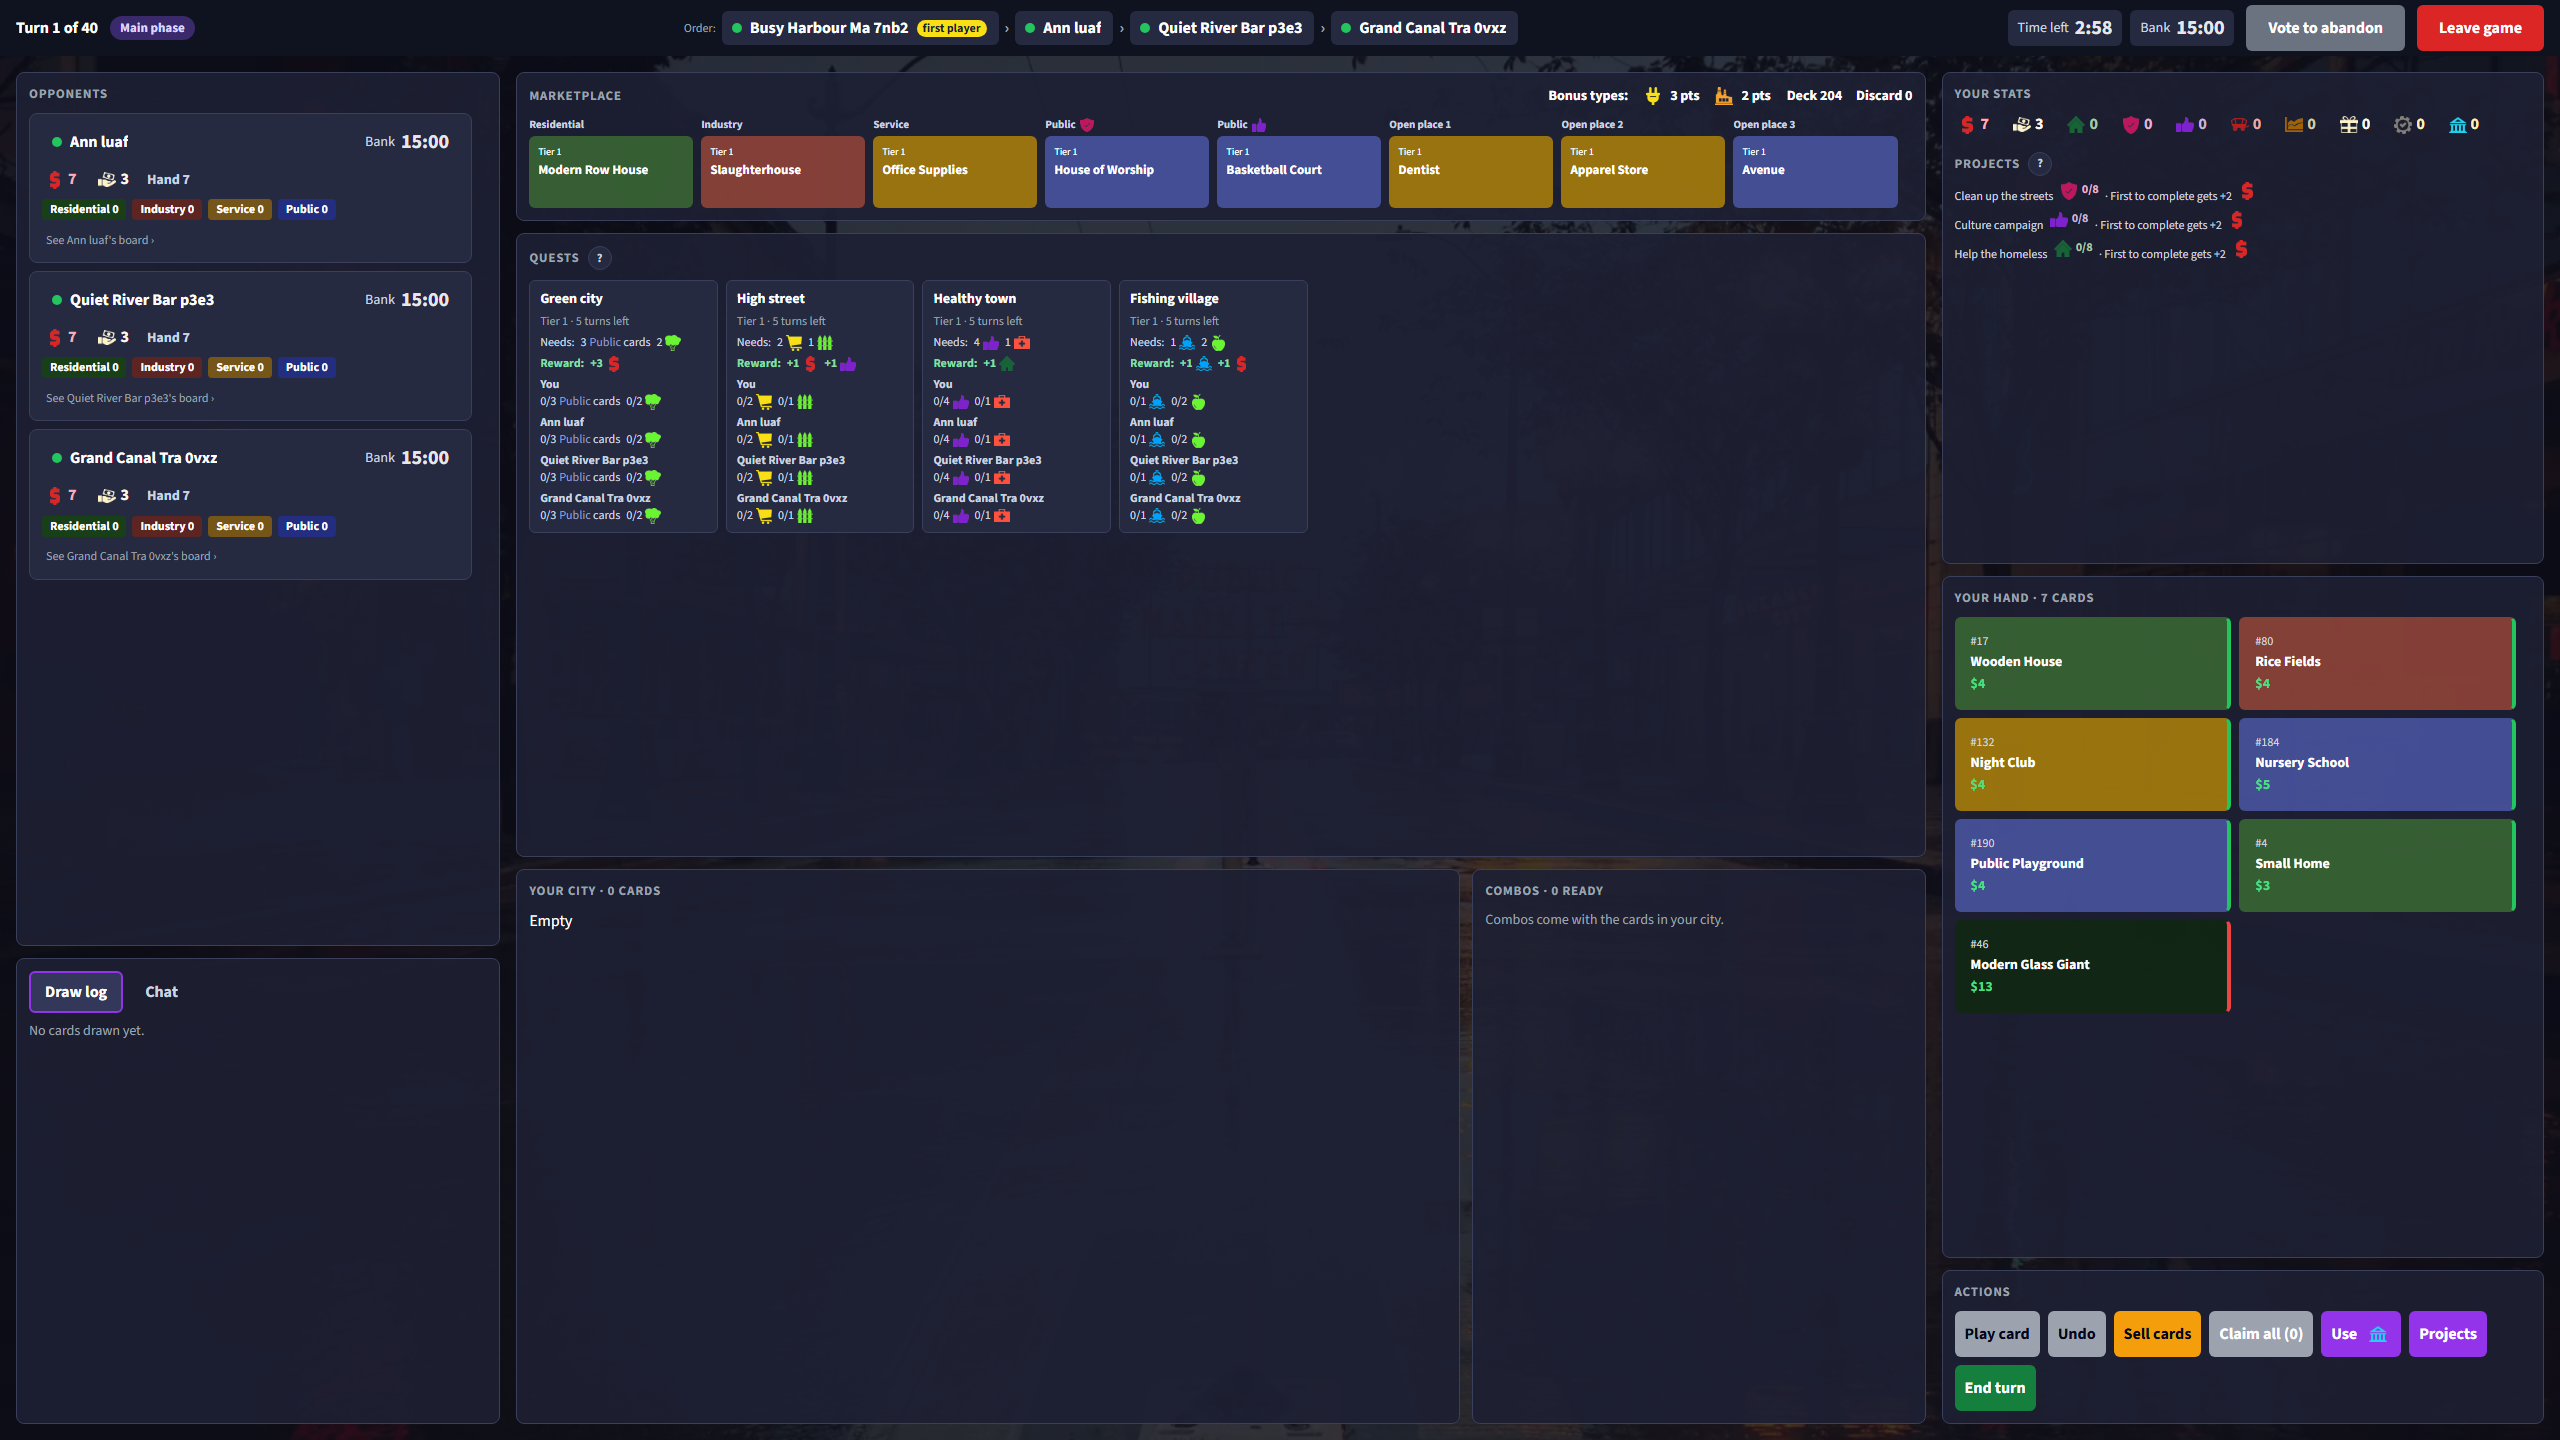 Turn 1 of 40 Main phase
Order: Busy Harbour Ma 7nb2 first player › Ann luaf › Quiet River Bar p3e3 › Grand Canal Tra 0vxz
Time left 2:58 Bank 15:00 Vote to abandon Leave game
OPPONENTS
Ann luaf Bank 15:00
7 3 Hand 7
Residential 0 Industry 0 Service 0 Public 0
See Ann luaf's board ›
Quiet River Bar p3e3 Bank 15:00
7 3 Hand 7
Residential 0 Industry 0 Service 0 Public 0
See Quiet River Bar p3e3's board ›
Grand Canal Tra 0vxz Bank 15:00
7 3 Hand 7
Residential 0 Industry 0 Service 0 Public 0
See Grand Canal Tra 0vxz's board ›
Draw log Chat
No cards drawn yet.
MARKETPLACE
Bonus types: 3 pts 2 pts Deck 204 Discard 0
Residential Industry Service Public Public Open place 1 Open place 2 Open place 3
Tier 1 Tier 1 Tier 1 Tier 1 Tier 1 Tier 1 Tier 1 Tier 1
Modern Row House Slaughterhouse Office Supplies House of Worship Basketball Court Dentist Apparel Store Avenue
QUESTS ?
Green city
Tier 1 · 5 turns left
Needs: 3 Public cards 2
Reward: +3 $
You
0/3 Public cards 0/2
Ann luaf
0/3 Public cards 0/2
Quiet River Bar p3e3
0/3 Public cards 0/2
Grand Canal Tra 0vxz
0/3 Public cards 0/2
High street
Tier 1 · 5 turns left
Needs: 2 1
Reward: +1 $ +1
You
0/2 0/1
Ann luaf
0/2 0/1
Quiet River Bar p3e3
0/2 0/1
Grand Canal Tra 0vxz
0/2 0/1
Healthy town
Tier 1 · 5 turns left
Needs: 4 1
Reward: +1
You
0/4 0/1
Ann luaf
0/4 0/1
Quiet River Bar p3e3
0/4 0/1
Grand Canal Tra 0vxz
0/4 0/1
Fishing village
Tier 1 · 5 turns left
Needs: 1 2
Reward: +1 +1 $
You
0/1 0/2
Ann luaf
0/1 0/2
Quiet River Bar p3e3
0/1 0/2
Grand Canal Tra 0vxz
0/1 0/2
YOUR CITY · 0 CARDS
Empty
COMBOS · 0 READY
Combos come with the cards in your city.
YOUR STATS
$ 7 3 0 0 0 0 0 0 0 0
PROJECTS ?
Clean up the streets 0/8 · First to complete gets +2 $
Culture campaign 0/8 · First to complete gets +2 $
Help the homeless 0/8 · First to complete gets +2 $
YOUR HAND · 7 CARDS
#17
Wooden House
$4
#80
Rice Fields
$4
#132
Night Club
$4
#184
Nursery School
$5
#190
Public Playground
$4
#4
Small Home
$3
#46
Modern Glass Giant
$13
ACTIONS
Play card Undo Sell cards Claim all (0) Use Projects
End turn